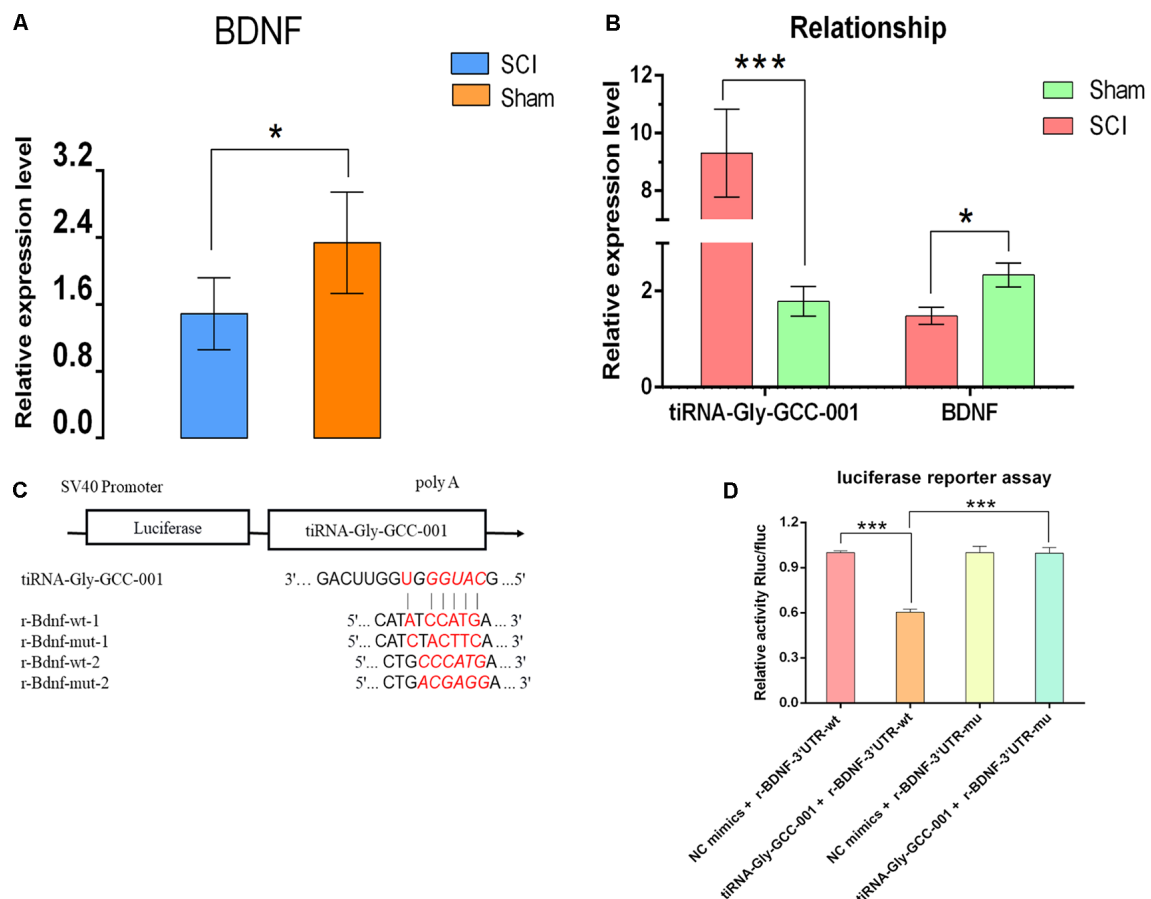 A
BDNF
SCI
Sham
*
Relative expression level
3.2
2.4
1.6
0.8
0.0
B
Relationship
***
Sham
SCI
*
Relative expression level
12
10
8
2
0
tiRNA-Gly-GCC-001
BDNF
C
SV40 Promoter
poly A
Luciferase
tiRNA-Gly-GCC-001
tiRNA-Gly-GCC-001 3'... GACUUGGUGGGUACG ...5'
r-Bdnf-wt-1 5'... CATATCCATGA ... 3'
r-Bdnf-mut-1 5'... CATCTACTTCA ... 3'
r-Bdnf-wt-2 5'... CTGCCCATGA ... 3'
r-Bdnf-mut-2 5'... CTGACGAGGA ... 3'
D
luciferase reporter assay
***
***
Relative activity Rluc/fluc
1.2
0.9
0.6
0.3
0.0
NC mimics + r-BDNF-3'UTR-wt
tiRNA-Gly-GCC-001 + r-BDNF-3'UTR-wt
NC mimics + r-BDNF-3'UTR-mu
tiRNA-Gly-GCC-001 + r-BDNF-3'UTR-mu